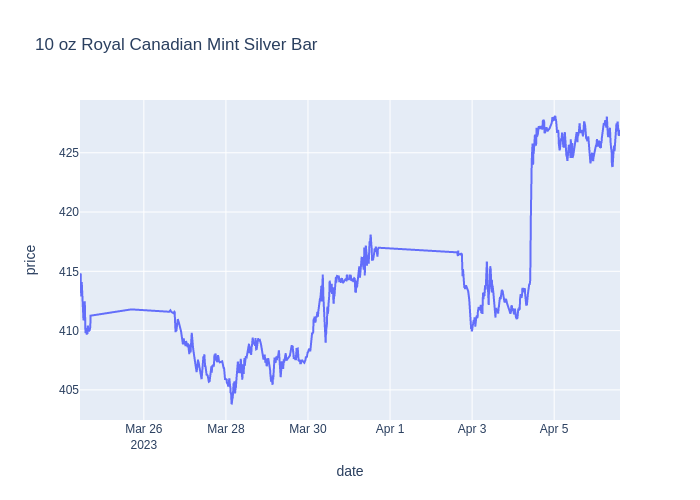 10 oz Royal Canadian Mint Silver Bar
price
425
420
415
410
405
Mar 26
2023
Mar 28
Mar 30
Apr 1
Apr 3
Apr 5
date